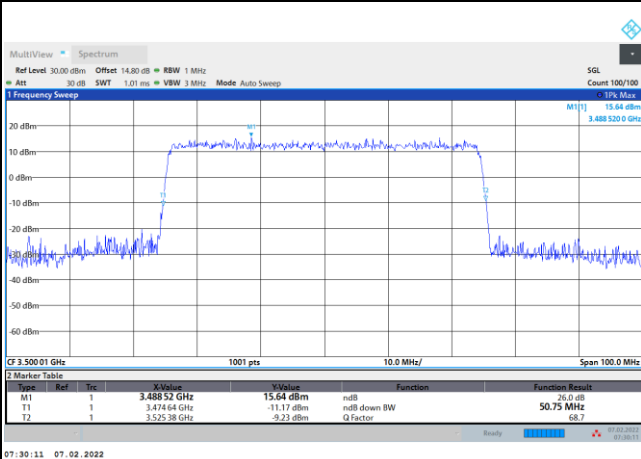 MultiView Spectrum
Ref Level 30.00 dBm Offset 14.80 dB RBW 1 MHz SGL
Att 30 dB SWT 1.01 ms VBW 3 MHz Mode Auto Sweep Count 100/100
1 Frequency Sweep 1Pk Max
M1[1] 15.64 dBm
3.488 520 0 GHz
20 dBm
M1
10 dBm
0 dBm
T1 T2
-10 dBm
-20 dBm
-30 dBm
-40 dBm
-50 dBm
-60 dBm
CF 3.500 01 GHz 1001 pts 10.0 MHz/ Span 100.0 MHz
2 Marker Table
Type Ref Trc X-Value Y-Value Function Function Result
M1 1 3.488 52 GHz 15.64 dBm ndB 26.0 dB
T1 1 3.474 64 GHz -11.17 dBm ndB down BW 50.75 MHz
T2 1 3.525 38 GHz -9.23 dBm Q Factor 68.7
Ready 07.02.2022
07:30:11
07:30:11 07.02.2022